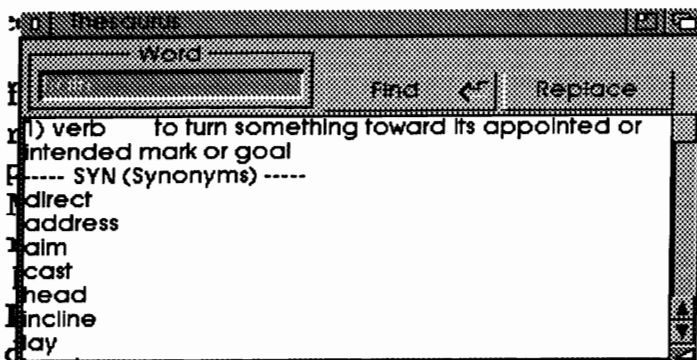 Thesaurus
Word
Find Replace
1) verb to turn something toward its appointed or
intended mark or goal
----- SYN (Synonyms) -----
direct
address
aim
cast
head
incline
lay